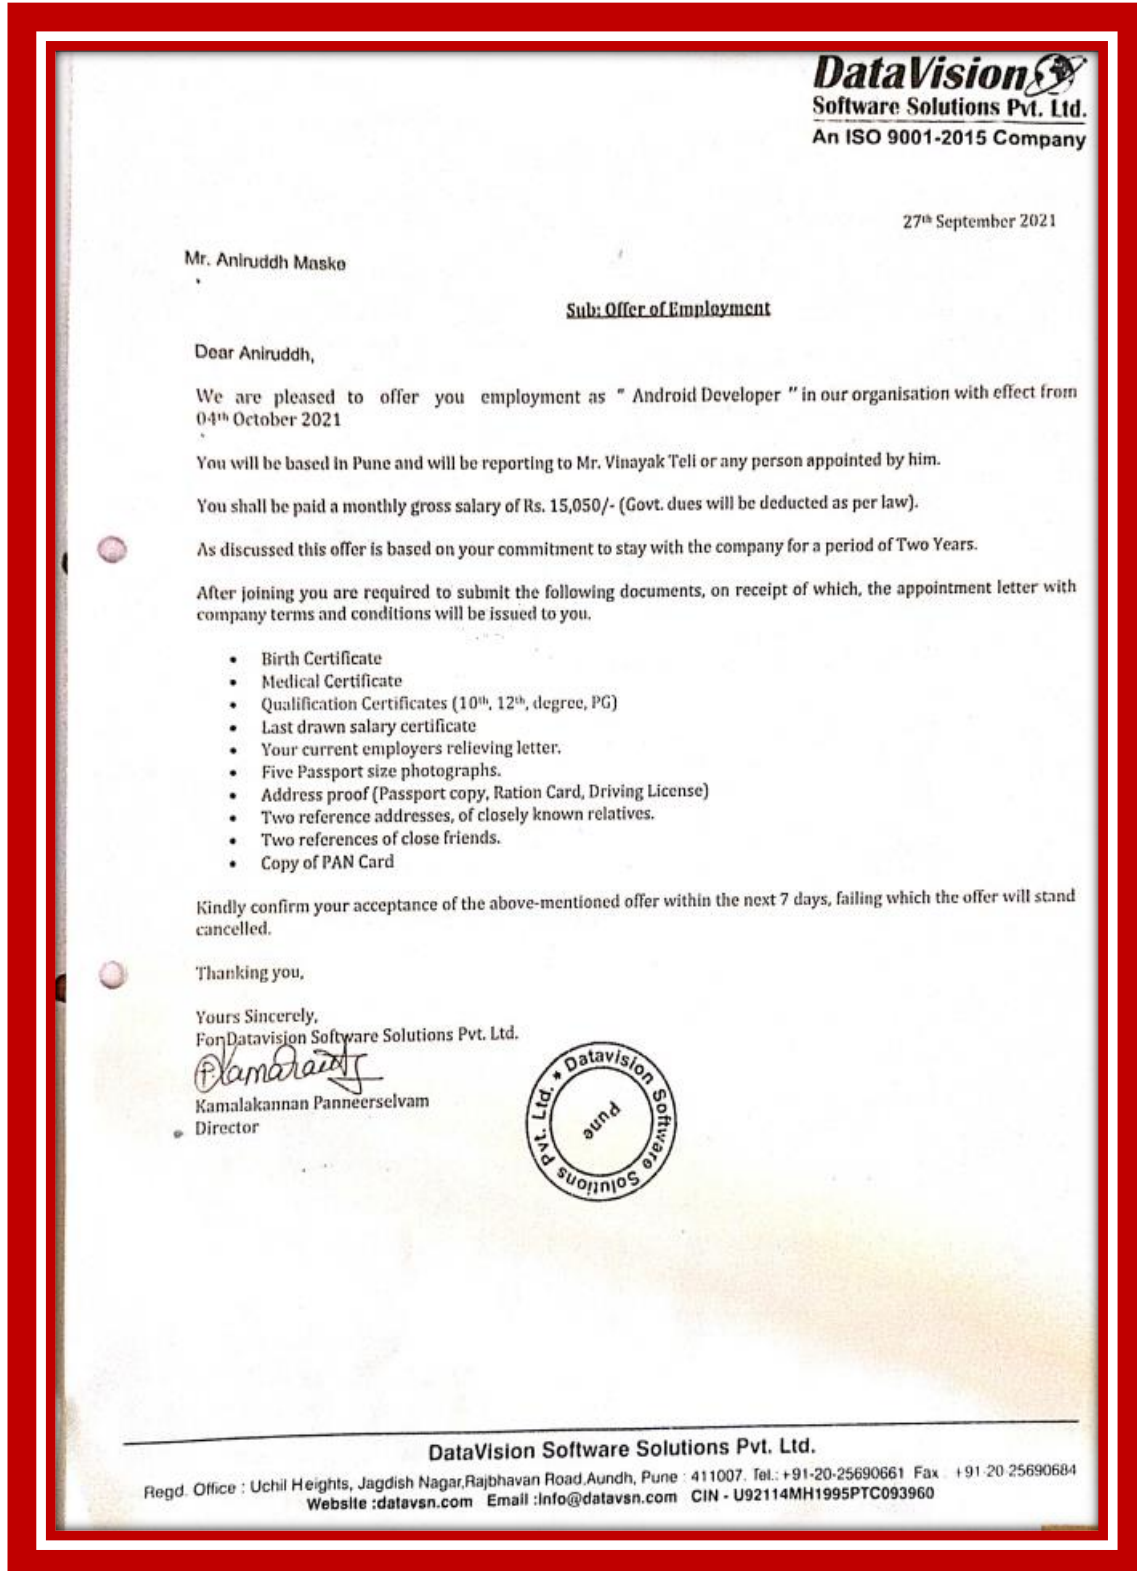 DataVision
Software Solutions Pvt. Ltd.
An ISO 9001-2015 Company
27th September 2021
Mr. Aniruddh Maske
Sub: Offer of Employment
Dear Aniruddh,
We are pleased to offer you employment as " Android Developer " in our organisation with effect from
04th October 2021
You will be based in Pune and will be reporting to Mr. Vinayak Teli or any person appointed by him.
You shall be paid a monthly gross salary of Rs. 15,050/- (Govt. dues will be deducted as per law).
As discussed this offer is based on your commitment to stay with the company for a period of Two Years.
After joining you are required to submit the following documents, on receipt of which, the appointment letter with
company terms and conditions will be issued to you.
• Birth Certificate
• Medical Certificate
• Qualification Certificates (10th, 12th, degree, PG)
• Last drawn salary certificate
• Your current employers relieving letter.
• Five Passport size photographs.
• Address proof (Passport copy, Ration Card, Driving License)
• Two reference addresses, of closely known relatives.
• Two references of close friends.
• Copy of PAN Card
Kindly confirm your acceptance of the above-mentioned offer within the next 7 days, failing which the offer will stand
cancelled.
Thanking you,
Yours Sincerely,
For Datavision Software Solutions Pvt. Ltd.
Kamalakannan Panneerselvam
Director
Datavision Software Solutions Pvt. Ltd. *
Pune
DataVision Software Solutions Pvt. Ltd.
Regd. Office : Uchil Heights, Jagdish Nagar,Rajbhavan Road,Aundh, Pune : 411007. Tel.: +91-20-25690661 Fax : +91-20 25690684
Website :datavsn.com Email :info@datavsn.com CIN - U92114MH1995PTC093960